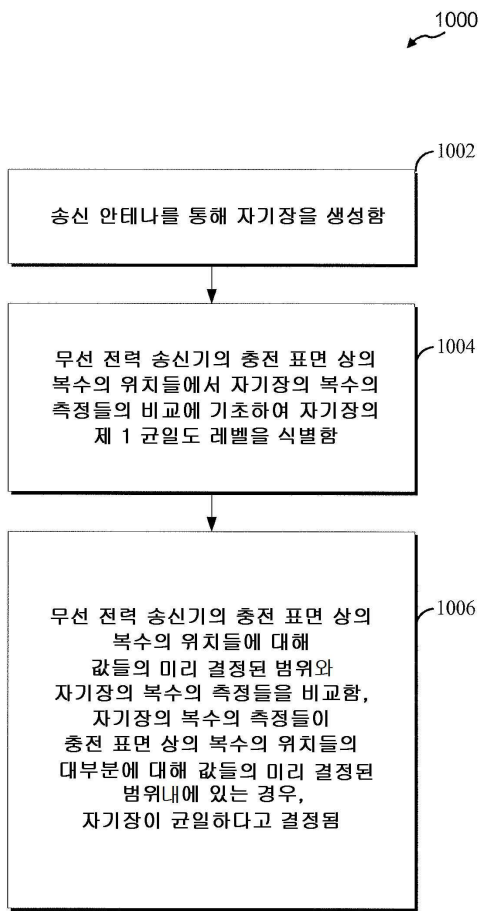 1000
1002
송신 안테나를 통해 자기장을 생성함
1004
무선 전력 송신기의 충전 표면 상의
복수의 위치들에서 자기장의 복수의
측정들의 비교에 기초하여 자기장의
제 1 균일도 레벨을 식별함
1006
무선 전력 송신기의 충전 표면 상의
복수의 위치들에 대해
값들의 미리 결정된 범위와
자기장의 복수의 측정들을 비교함,
자기장의 복수의 측정들이
충전 표면 상의 복수의 위치들의
대부분에 대해 값들의 미리 결정된
범위내에 있는 경우,
자기장이 균일하다고 결정됨